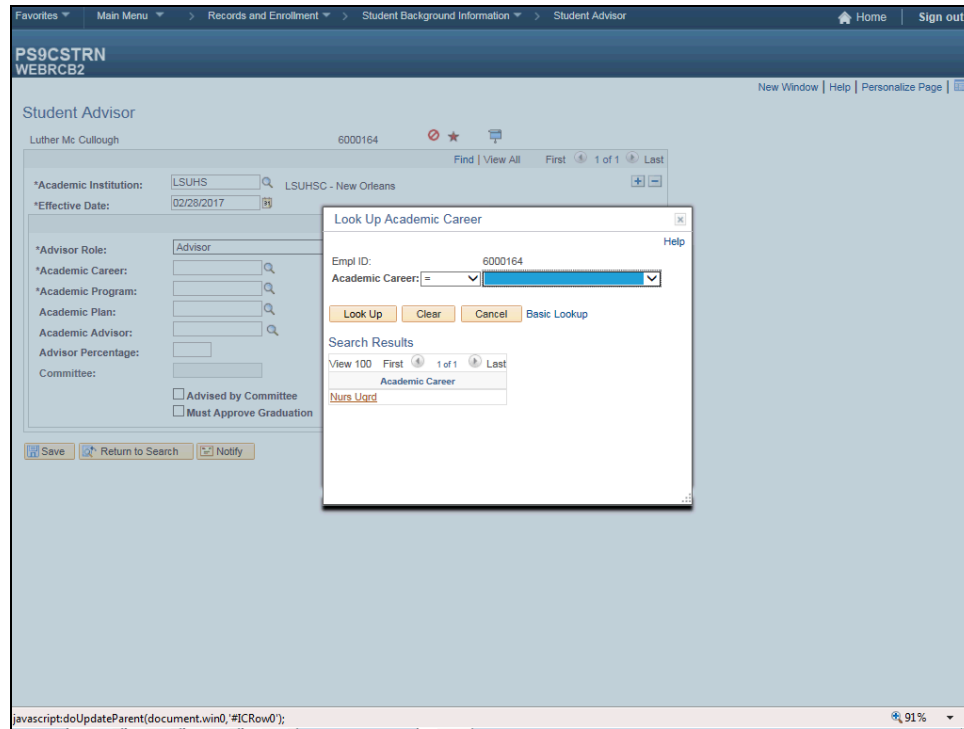 Favorites Main Menu > Records and Enrollment > Student Background Information > Student Advisor Home Sign out
PS9CSTRN
WEBRCB2
New Window | Help | Personalize Page |
Student Advisor
Luther Mc Cullough 6000164
Find | View All First 1 of 1 Last
*Academic Institution: LSUHS LSUHSC - New Orleans
*Effective Date: 02/28/2017
*Advisor Role: Advisor
*Academic Career:
*Academic Program:
Academic Plan:
Academic Advisor:
Advisor Percentage:
Committee:
Advised by Committee
Must Approve Graduation
Save Return to Search Notify
Look Up Academic Career
Help
Empl ID: 6000164
Academic Career: =
Look Up Clear Cancel Basic Lookup
Search Results
View 100 First 1 of 1 Last
Academic Career
Nurs Ugrd
javascript:doUpdateParent(document.win0,'#ICRow0'); 91%